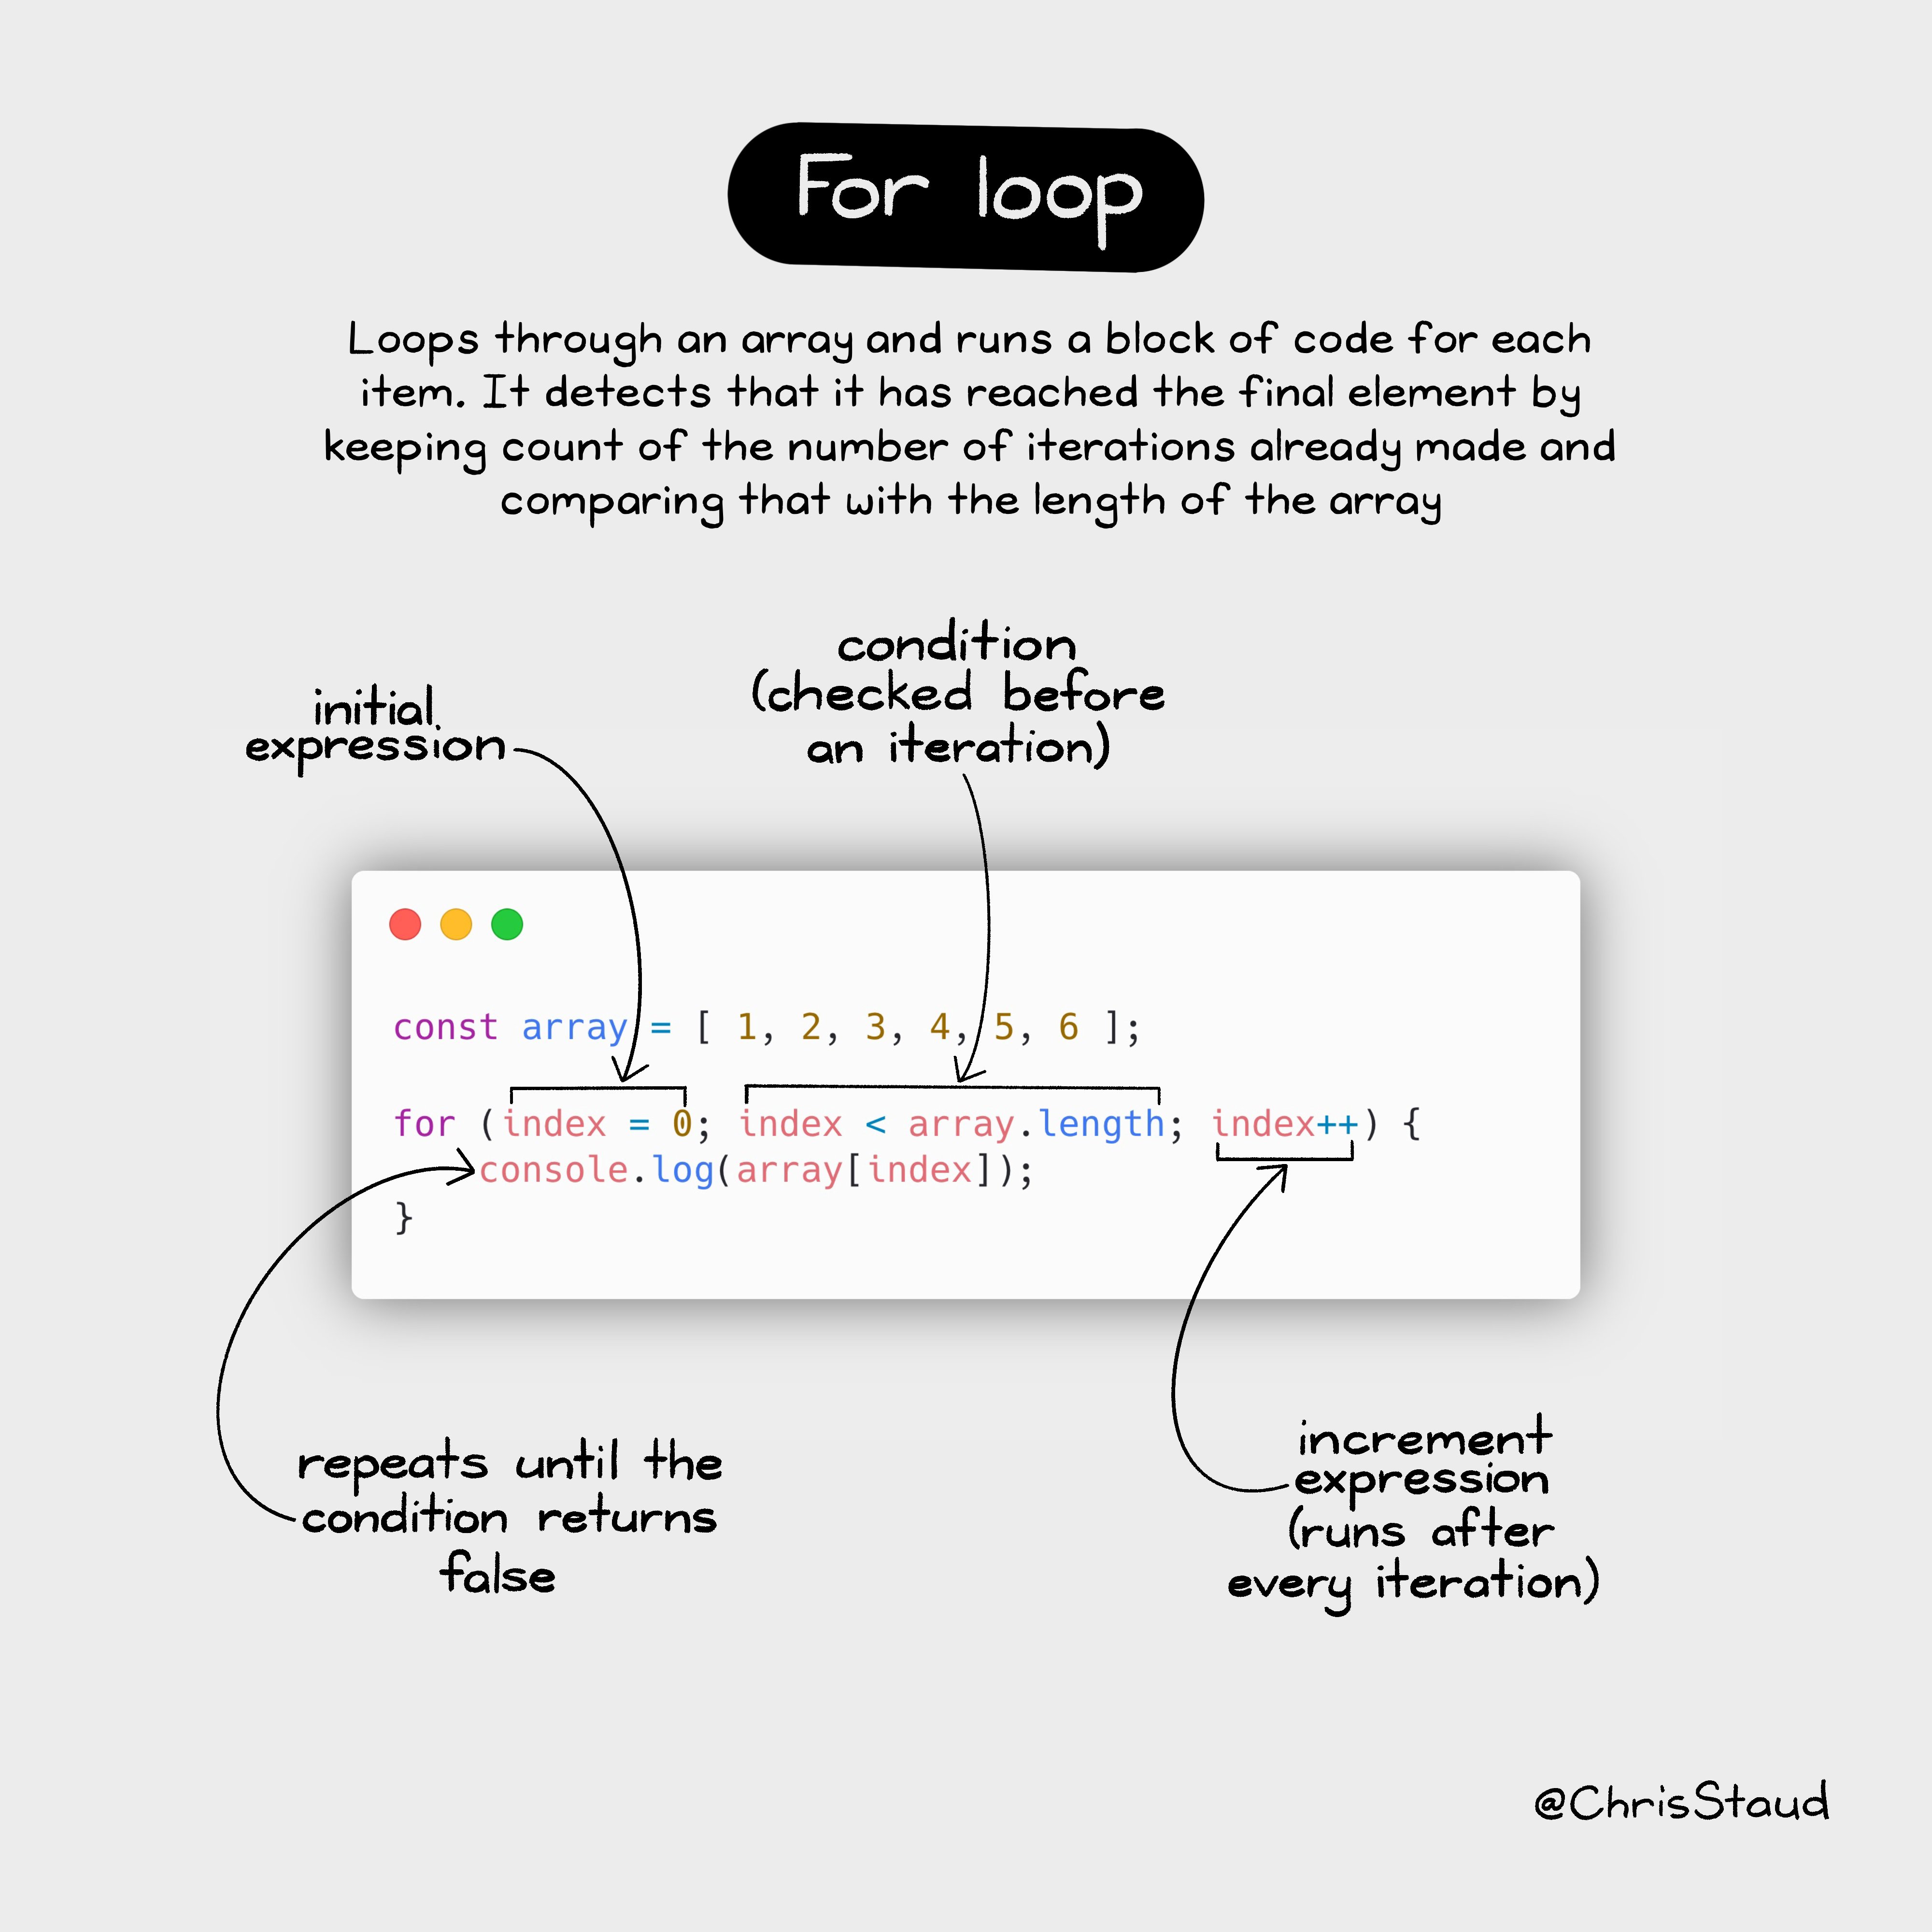 For loop
Loops through an array and runs a block of code for each
item. It detects that it has reached the final element by
keeping count of the number of iterations already made and
comparing that with the length of the array
initial
expression
condition
(checked before
an iteration)
const array = [ 1, 2, 3, 4, 5, 6 ];
for (index = 0; index < array.length; index++) {
    console.log(array[index]);
}
repeats until the
condition returns
false
increment
expression
(runs after
every iteration)
@ChrisStaud